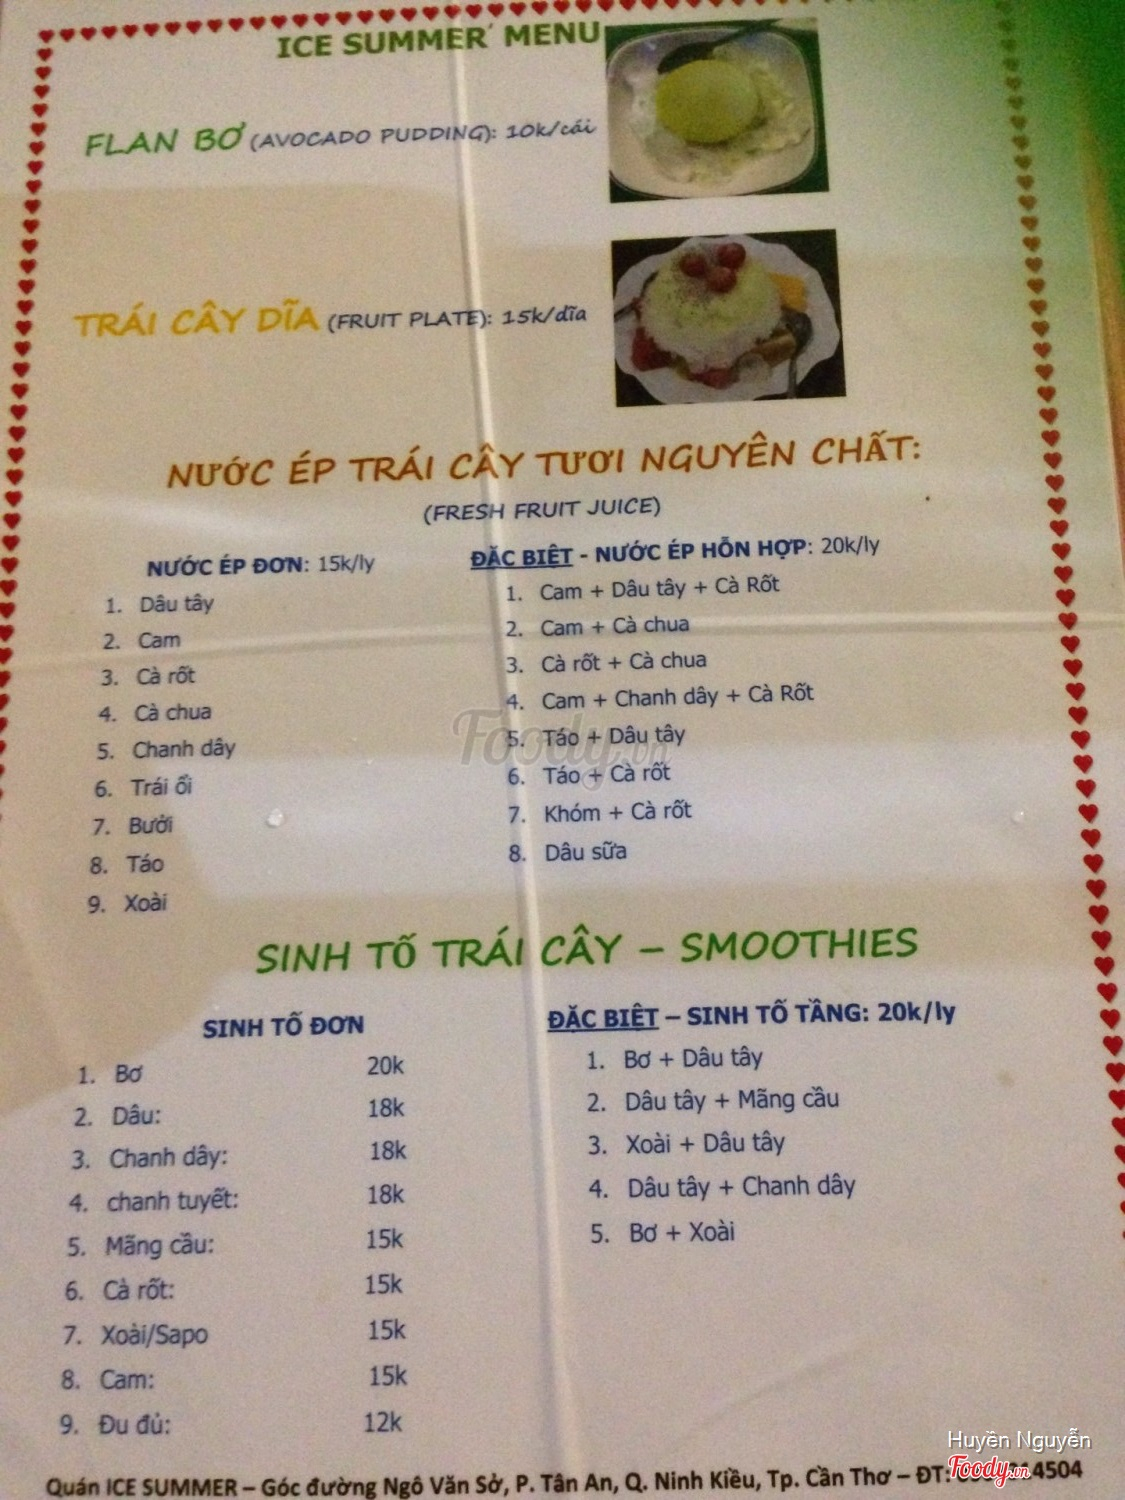 ICE SUMMER' MENU
FLAN BƠ (AVOCADO PUDDING): 10k/cái
TRÁI CÂY DĨA (FRUIT PLATE): 15k/dĩa
NƯỚC ÉP TRÁI CÂY TƯƠI NGUYÊN CHẤT:
(FRESH FRUIT JUICE)
NƯỚC ÉP ĐƠN: 15k/ly
1. Dâu tây
2. Cam
3. Cà rốt
4. Cà chua
5. Chanh dây
6. Trái ổi
7. Bưởi
8. Táo
9. Xoài
ĐẶC BIỆT - NƯỚC ÉP HỖN HỢP: 20k/ly
1. Cam + Dâu tây + Cà Rốt
2. Cam + Cà chua
3. Cà rốt + Cà chua
4. Cam + Chanh dây + Cà Rốt
5. Táo + Dâu tây
6. Táo + Cà rốt
7. Khóm + Cà rốt
8. Dâu sữa
Foody.vn
SINH TỐ TRÁI CÂY – SMOOTHIES
SINH TỐ ĐƠN
1. Bơ 20k
2. Dâu: 18k
3. Chanh dây: 18k
4. chanh tuyết: 18k
5. Mãng cầu: 15k
6. Cà rốt: 15k
7. Xoài/Sapo 15k
8. Cam: 15k
9. Đu đủ: 12k
ĐẶC BIỆT – SINH TỐ TẦNG: 20k/ly
1. Bơ + Dâu tây
2. Dâu tây + Mãng cầu
3. Xoài + Dâu tây
4. Dâu tây + Chanh dây
5. Bơ + Xoài
Huyền Nguyễn
Foody.vn
Quán ICE SUMMER – Góc đường Ngô Văn Sở, P. Tân An, Q. Ninh Kiều, Tp. Cần Thơ – ĐT: 14504